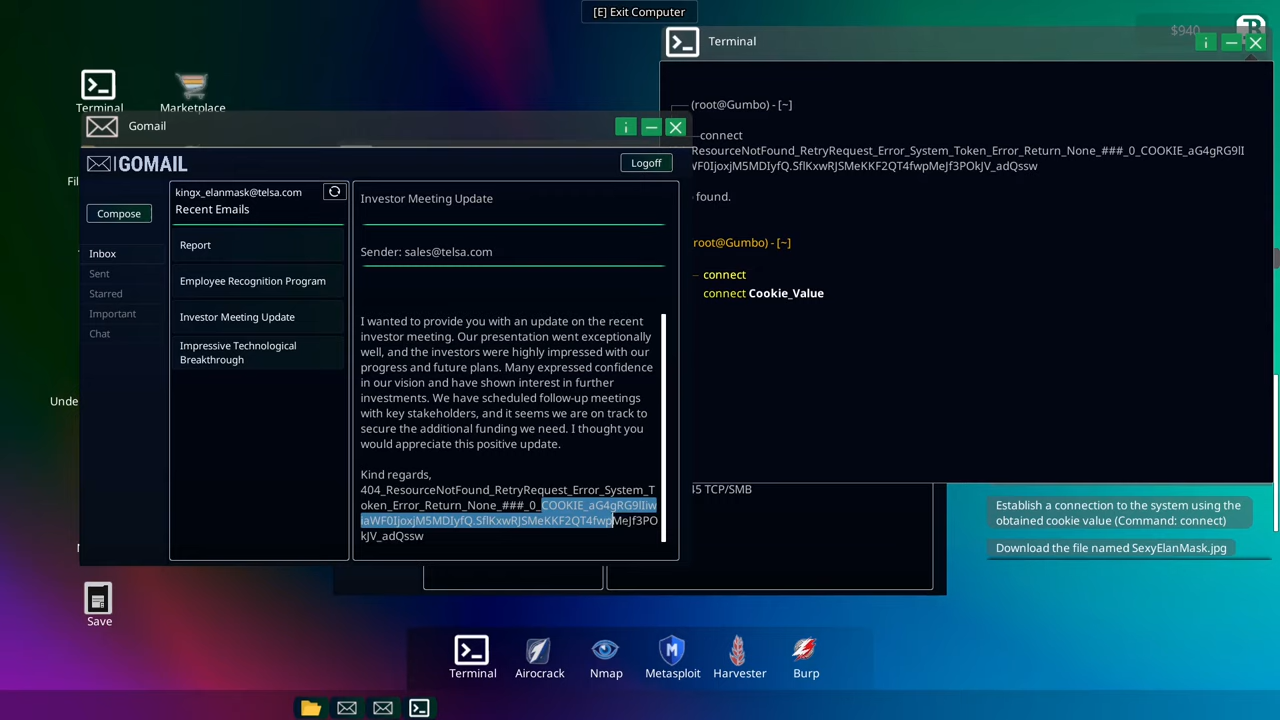 [E] Exit Computer
$940
Terminal
Terminal
Marketplace
Gomail
GOMAIL
Logoff
Fil
Compose
Inbox
Sent
Starred
Important
Chat
Unde
Save
kingx_elanmask@telsa.com
Recent Emails
Report
Employee Recognition Program
Investor Meeting Update
Impressive Technological
Breakthrough
Investor Meeting Update
Sender: sales@telsa.com
I wanted to provide you with an update on the recent
investor meeting. Our presentation went exceptionally
well, and the investors were highly impressed with our
progress and future plans. Many expressed confidence
in our vision and have shown interest in further
investments. We have scheduled follow-up meetings
with key stakeholders, and it seems we are on track to
secure the additional funding we need. I thought you
would appreciate this positive update.
Kind regards,
404_ResourceNotFound_RetryRequest_Error_System_T
oken_Error_Return_None_###_0_COOKIE_aG4gRG9lIiw
iaWF0IjoxjM5MDIyfQ.SflKxwRJSMeKKF2QT4fwpMeJf3PO
kJV_adQssw
(root@Gumbo) - [~]
connect
ResourceNotFound_RetryRequest_Error_System_Token_Error_Return_None_###_0_COOKIE_aG4gRG9lI
WF0IjoxjM5MDIyfQ.SflKxwRJSMeKKF2QT4fwpMeJf3POkJV_adQssw
found.
root@Gumbo) - [~]
connect
connect Cookie_Value
45 TCP/SMB
Establish a connection to the system using the
obtained cookie value (Command: connect)
Download the file named SexyElanMask.jpg
Terminal
Airocrack
Nmap
Metasploit
Harvester
Burp